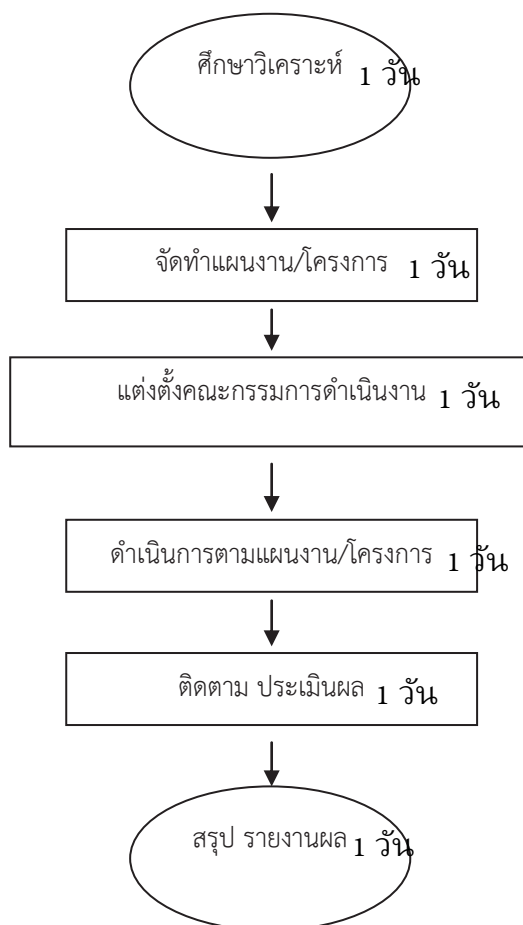 ศึกษาวิเคราะห์ 1 วัน
จัดทำแผนงาน/โครงการ 1 วัน
แต่งตั้งคณะกรรมการดำเนินงาน 1 วัน
ดำเนินการตามแผนงาน/โครงการ 1 วัน
ติดตาม ประเมินผล 1 วัน
สรุป รายงานผล 1 วัน